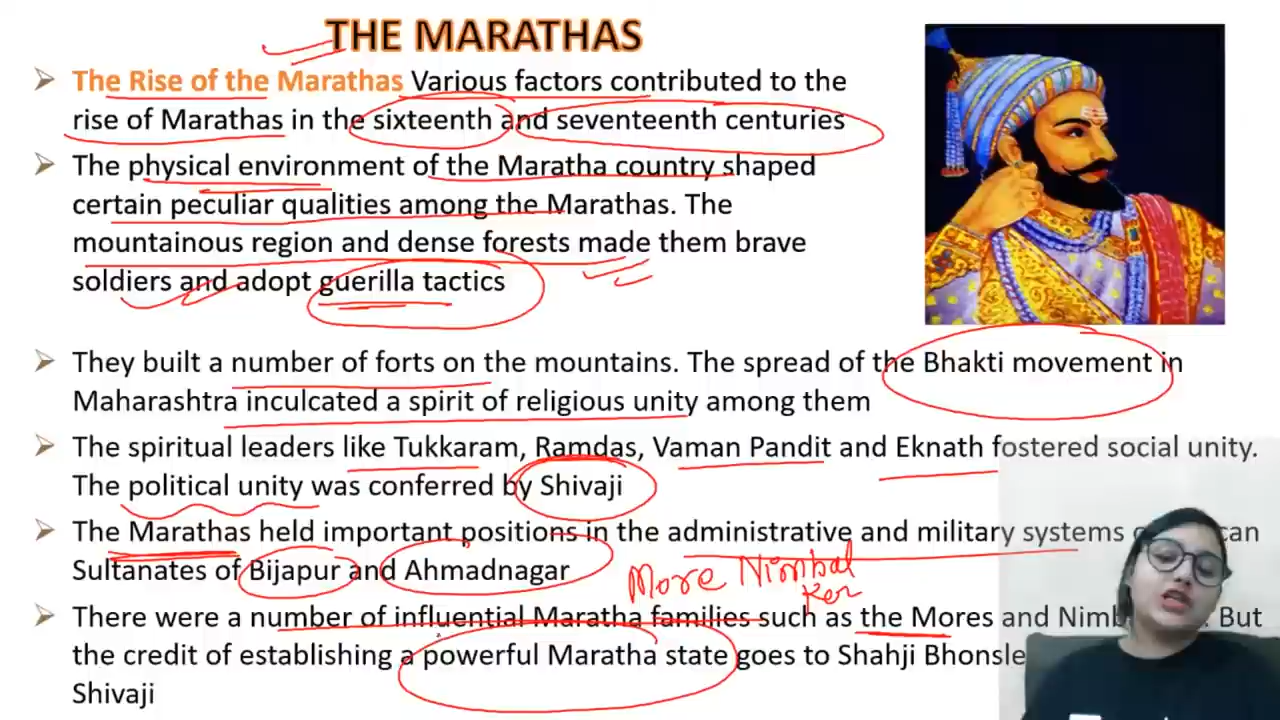 THE MARATHAS
The Rise of the Marathas Various factors contributed to the
rise of Marathas in the sixteenth and seventeenth centuries
The physical environment of the Maratha country shaped
certain peculiar qualities among the Marathas. The
mountainous region and dense forests made them brave
soldiers and adopt guerilla tactics
They built a number of forts on the mountains. The spread of the Bhakti movement in
Maharashtra inculcated a spirit of religious unity among them
The spiritual leaders like Tukkaram, Ramdas, Vaman Pandit and Eknath fostered social unity.
The political unity was conferred by Shivaji
The Marathas held important positions in the administrative and military systems
Sultanates of Bijapur and Ahmadnagar
More Nimbal
Ker
There were a number of influential Maratha families such as the Mores and But
the credit of establishing a powerful Maratha state goes to Shahji Bhonsle
Shivaji